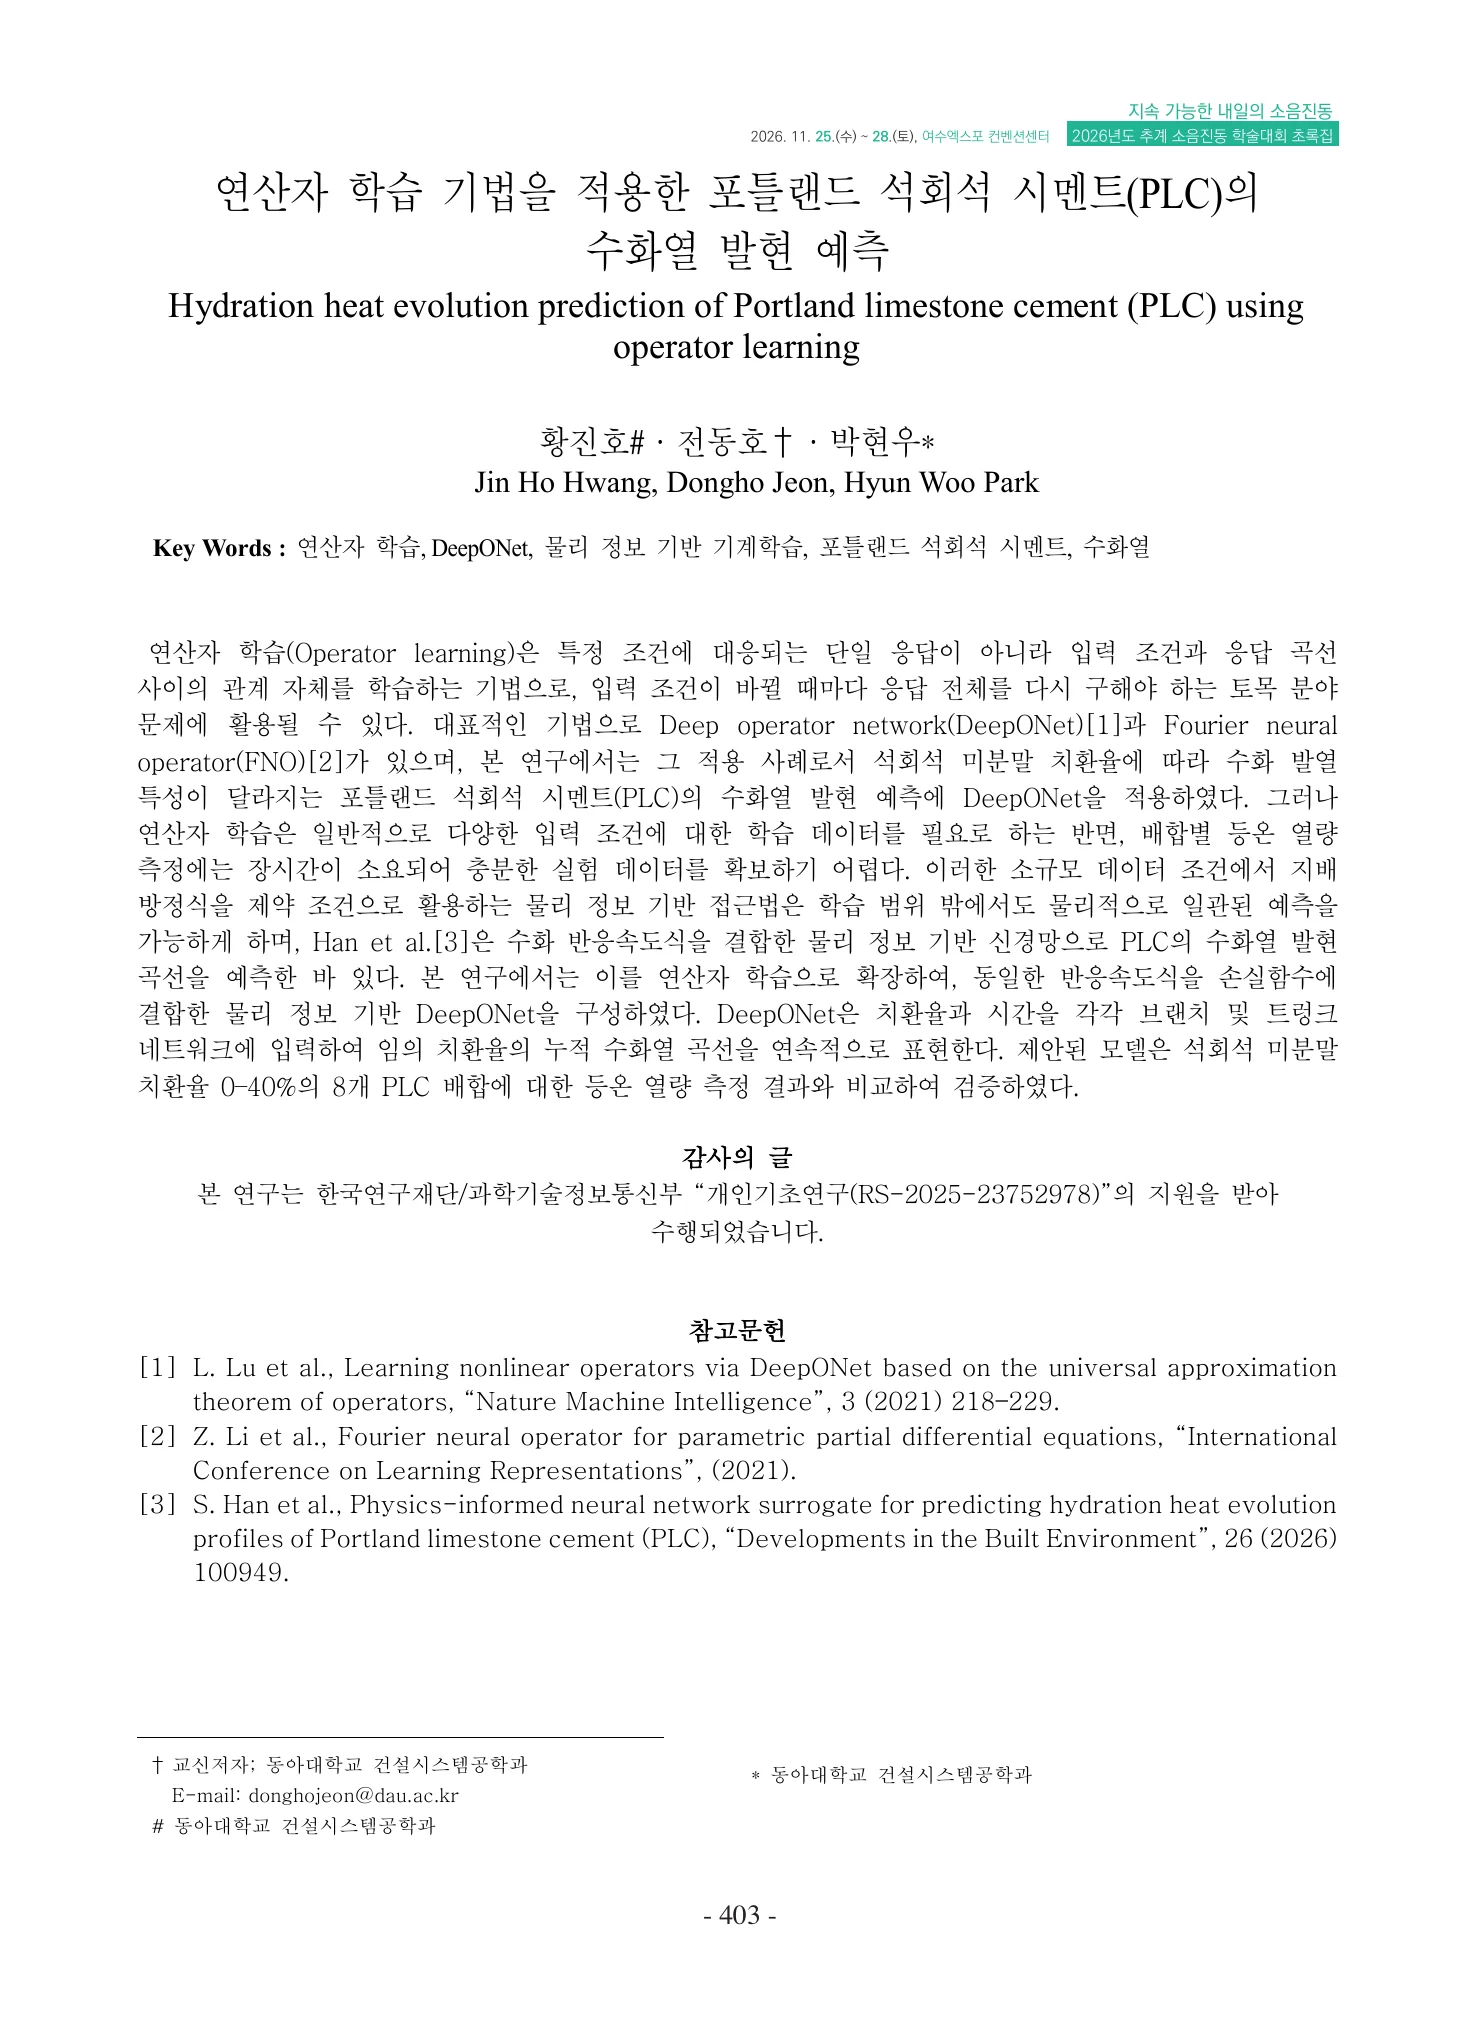 지속 가능한 내일의 소음진동
2026. 11. 25.(수) ~ 28.(토), 여수엑스포 컨벤션센터 2026년도 추계 소음진동 학술대회 초록집
연산자 학습 기법을 적용한 포틀랜드 석회석 시멘트(PLC)의
수화열 발현 예측
Hydration heat evolution prediction of Portland limestone cement (PLC) using
operator learning
황진호# · 전동호† · 박현우*
Jin Ho Hwang, Dongho Jeon, Hyun Woo Park
Key Words : 연산자 학습, DeepONet, 물리 정보 기반 기계학습, 포틀랜드 석회석 시멘트, 수화열
연산자 학습(Operator learning)은 특정 조건에 대응되는 단일 응답이 아니라 입력 조건과 응답 곡선
사이의 관계 자체를 학습하는 기법으로, 입력 조건이 바뀔 때마다 응답 전체를 다시 구해야 하는 토목 분야
문제에 활용될 수 있다. 대표적인 기법으로 Deep operator network(DeepONet)[1]과 Fourier neural
operator(FNO)[2]가 있으며, 본 연구에서는 그 적용 사례로서 석회석 미분말 치환율에 따라 수화 발열
특성이 달라지는 포틀랜드 석회석 시멘트(PLC)의 수화열 발현 예측에 DeepONet을 적용하였다. 그러나
연산자 학습은 일반적으로 다양한 입력 조건에 대한 학습 데이터를 필요로 하는 반면, 배합별 등온 열량
측정에는 장시간이 소요되어 충분한 실험 데이터를 확보하기 어렵다. 이러한 소규모 데이터 조건에서 지배
방정식을 제약 조건으로 활용하는 물리 정보 기반 접근법은 학습 범위 밖에서도 물리적으로 일관된 예측을
가능하게 하며, Han et al.[3]은 수화 반응속도식을 결합한 물리 정보 기반 신경망으로 PLC의 수화열 발현
곡선을 예측한 바 있다. 본 연구에서는 이를 연산자 학습으로 확장하여, 동일한 반응속도식을 손실함수에
결합한 물리 정보 기반 DeepONet을 구성하였다. DeepONet은 치환율과 시간을 각각 브랜치 및 트렁크
네트워크에 입력하여 임의 치환율의 누적 수화열 곡선을 연속적으로 표현한다. 제안된 모델은 석회석 미분말
치환율 0–40%의 8개 PLC 배합에 대한 등온 열량 측정 결과와 비교하여 검증하였다.
감사의 글
본 연구는 한국연구재단/과학기술정보통신부 “개인기초연구(RS-2025-23752978)”의 지원을 받아
수행되었습니다.
참고문헌
[1] L. Lu et al., Learning nonlinear operators via DeepONet based on the universal approximation
theorem of operators, “Nature Machine Intelligence”, 3 (2021) 218–229.
[2] Z. Li et al., Fourier neural operator for parametric partial differential equations, “International
Conference on Learning Representations”, (2021).
[3] S. Han et al., Physics-informed neural network surrogate for predicting hydration heat evolution
profiles of Portland limestone cement (PLC), “Developments in the Built Environment”, 26 (2026)
100949.
† 교신저자; 동아대학교 건설시스템공학과
E-mail: donghojeon@dau.ac.kr
# 동아대학교 건설시스템공학과
* 동아대학교 건설시스템공학과
- 403 -